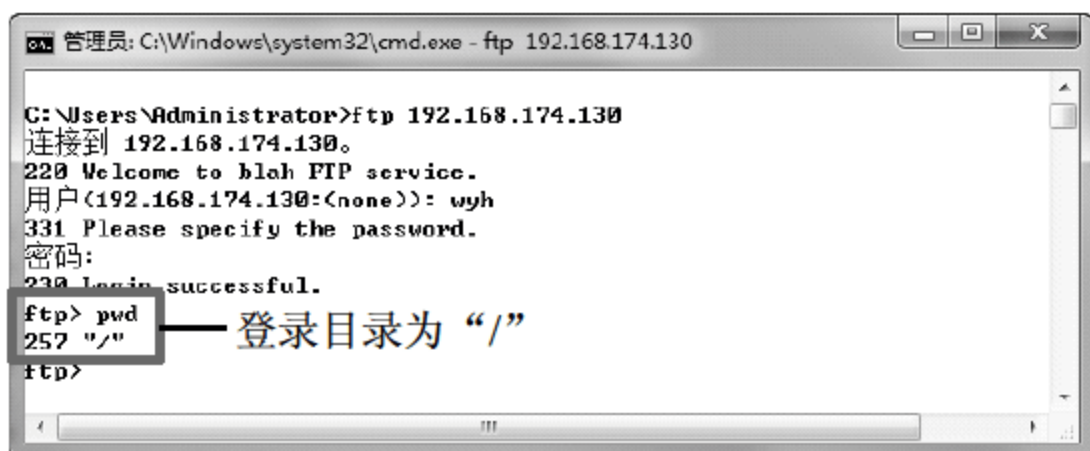 管理员: C:\Windows\system32\cmd.exe - ftp 192.168.174.130
C:\Users\Administrator>ftp 192.168.174.130
连接到 192.168.174.130。
220 Welcome to blah FTP service.
用户(192.168.174.130:(none)): wyh
331 Please specify the password.
密码:
230 Login successful.
ftp> pwd
257 "/"
登录目录为“/”
ftp>